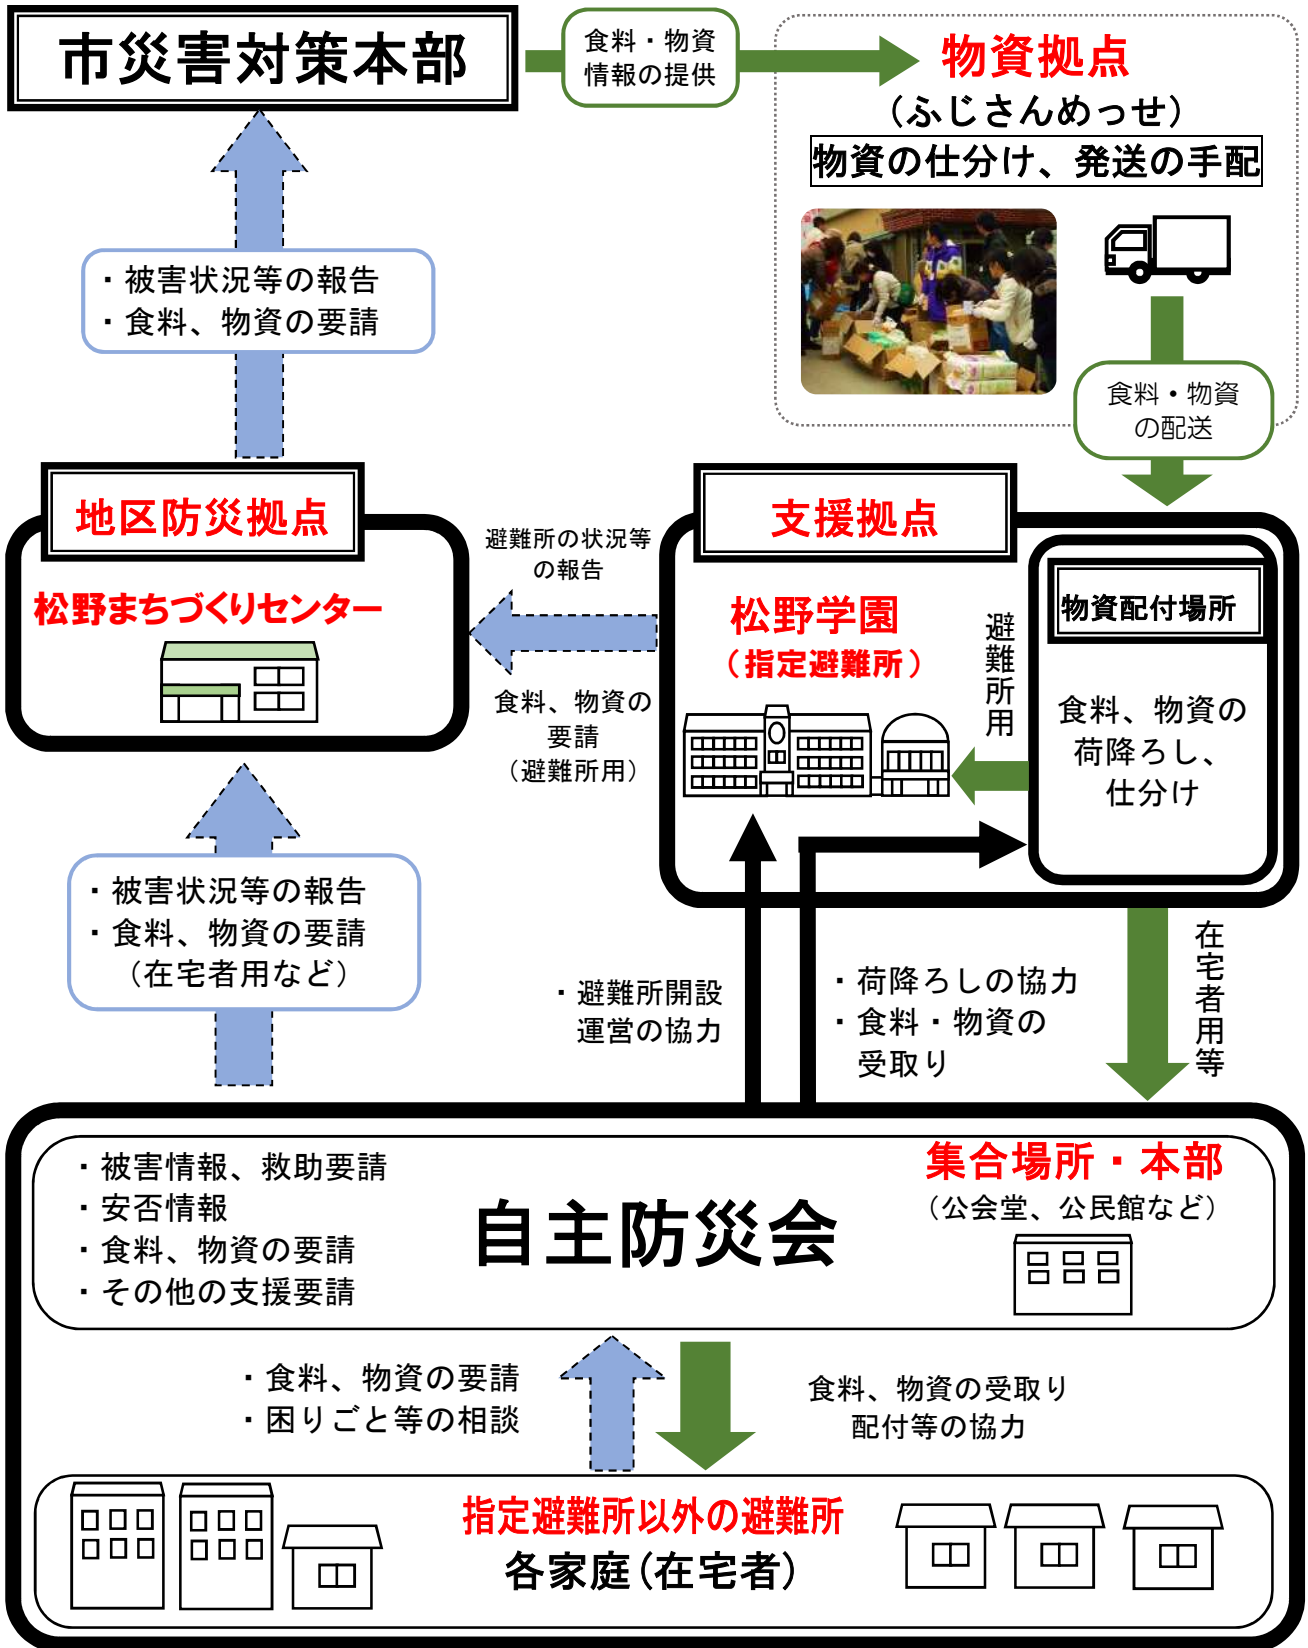 市災害対策本部
食料・物資
情報の提供
物資拠点
（ふじさんめっせ）
物資の仕分け、発送の手配
・被害状況等の報告
・食料、物資の要請
食料・物資
の配送
地区防災拠点
松野まちづくりセンター
避難所の状況等
の報告
食料、物資の
要請
（避難所用）
支援拠点
松野学園
（指定避難所）
避難所用
物資配付場所
食料、物資の
荷降ろし、
仕分け
・被害状況等の報告
・食料、物資の要請
（在宅者用など）
・避難所開設
運営の協力
・荷降ろしの協力
・食料・物資の
受取り
在宅者用等
・被害情報、救助要請
・安否情報
・食料、物資の要請
・その他の支援要請
自主防災会
集合場所・本部
（公会堂、公民館など）
・食料、物資の要請
・困りごと等の相談
食料、物資の受取り
配付等の協力
指定避難所以外の避難所
各家庭（在宅者）